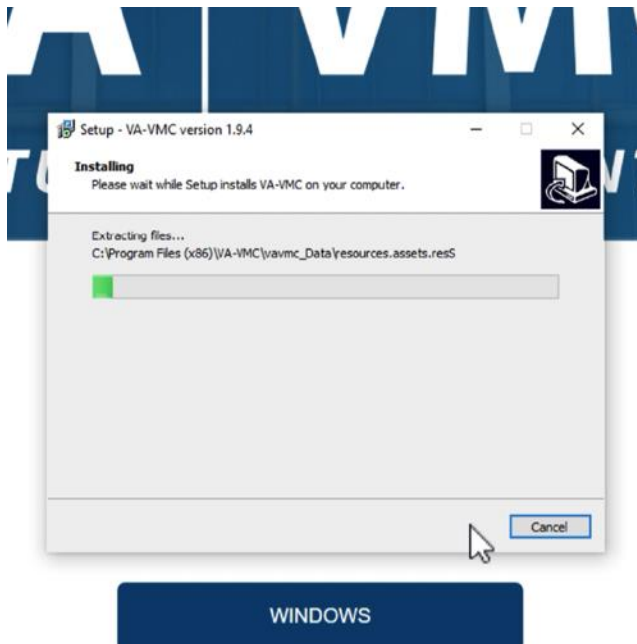 VMC
Setup - VA-VMC version 1.9.4
Installing
Please wait while Setup installs VA-VMC on your computer.
Extracting files...
C:\Program Files (x86)\VA-VMC\vavmc_Data\resources.assets.resS
Cancel
WINDOWS